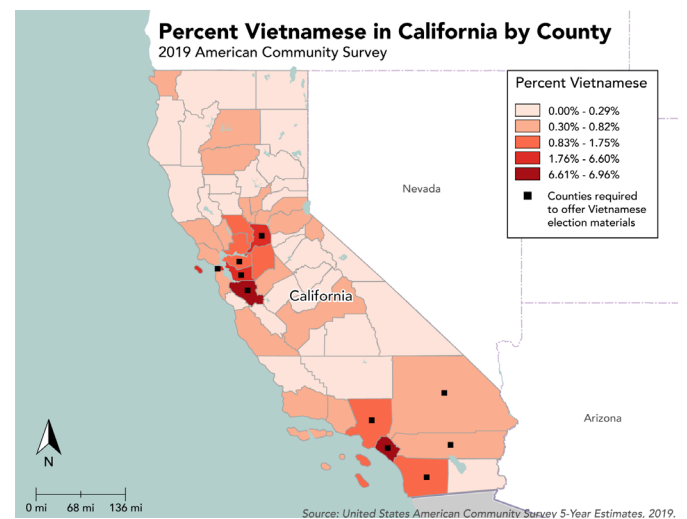 Percent Vietnamese in California by County
2019 American Community Survey
Percent Vietnamese
0.00% - 0.29%
0.30% - 0.82%
0.83% - 1.75%
1.76% - 6.60%
6.61% - 6.96%
Counties required
to offer Vietnamese
election materials
Nevada
California
Arizona
N
0 mi 68 mi 136 mi
Source: United States American Community Survey 5-Year Estimates, 2019.